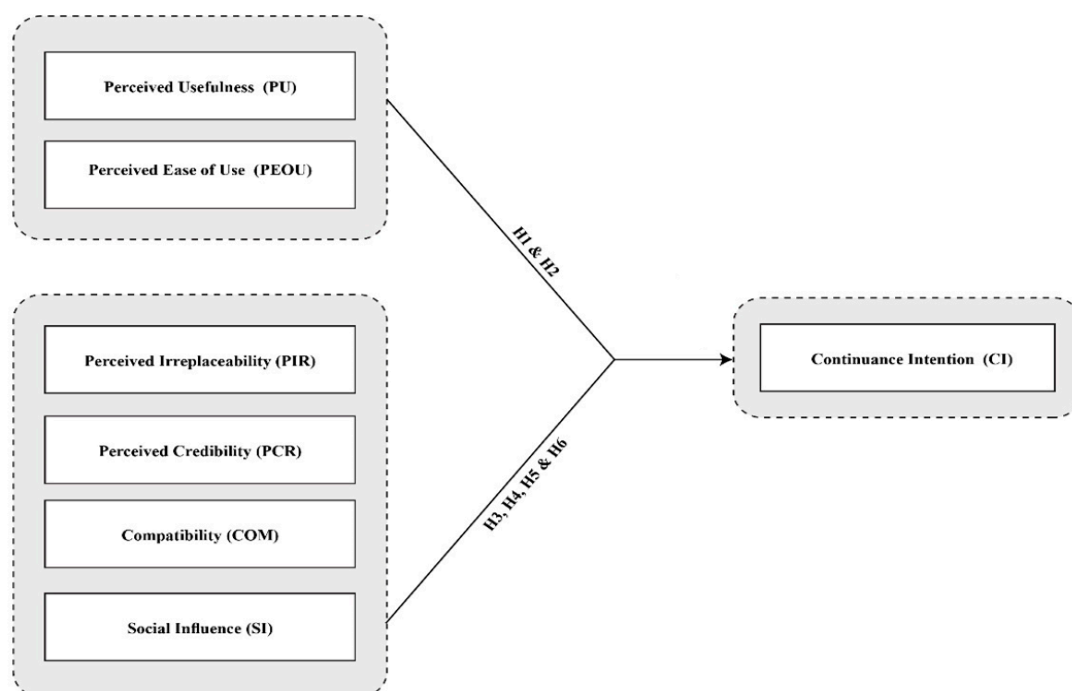 Perceived Usefulness (PU)
Perceived Ease of Use (PEOU)
H1 & H2
Perceived Irreplaceability (PIR)
Perceived Credibility (PCR)
Compatibility (COM)
Social Influence (SI)
H3, H4, H5 & H6
Continuance Intention (CI)